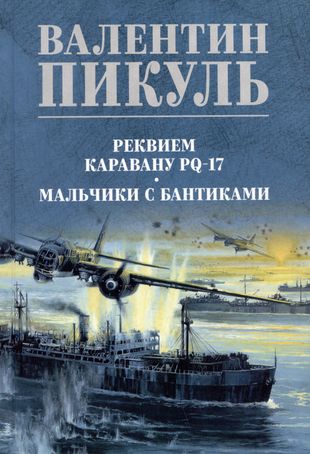 ВАЛЕНТИН
ПИКУЛЬ
РЕКВИЕМ
КАРАВАНУ PQ-17
•
МАЛЬЧИКИ С БАНТИКАМИ